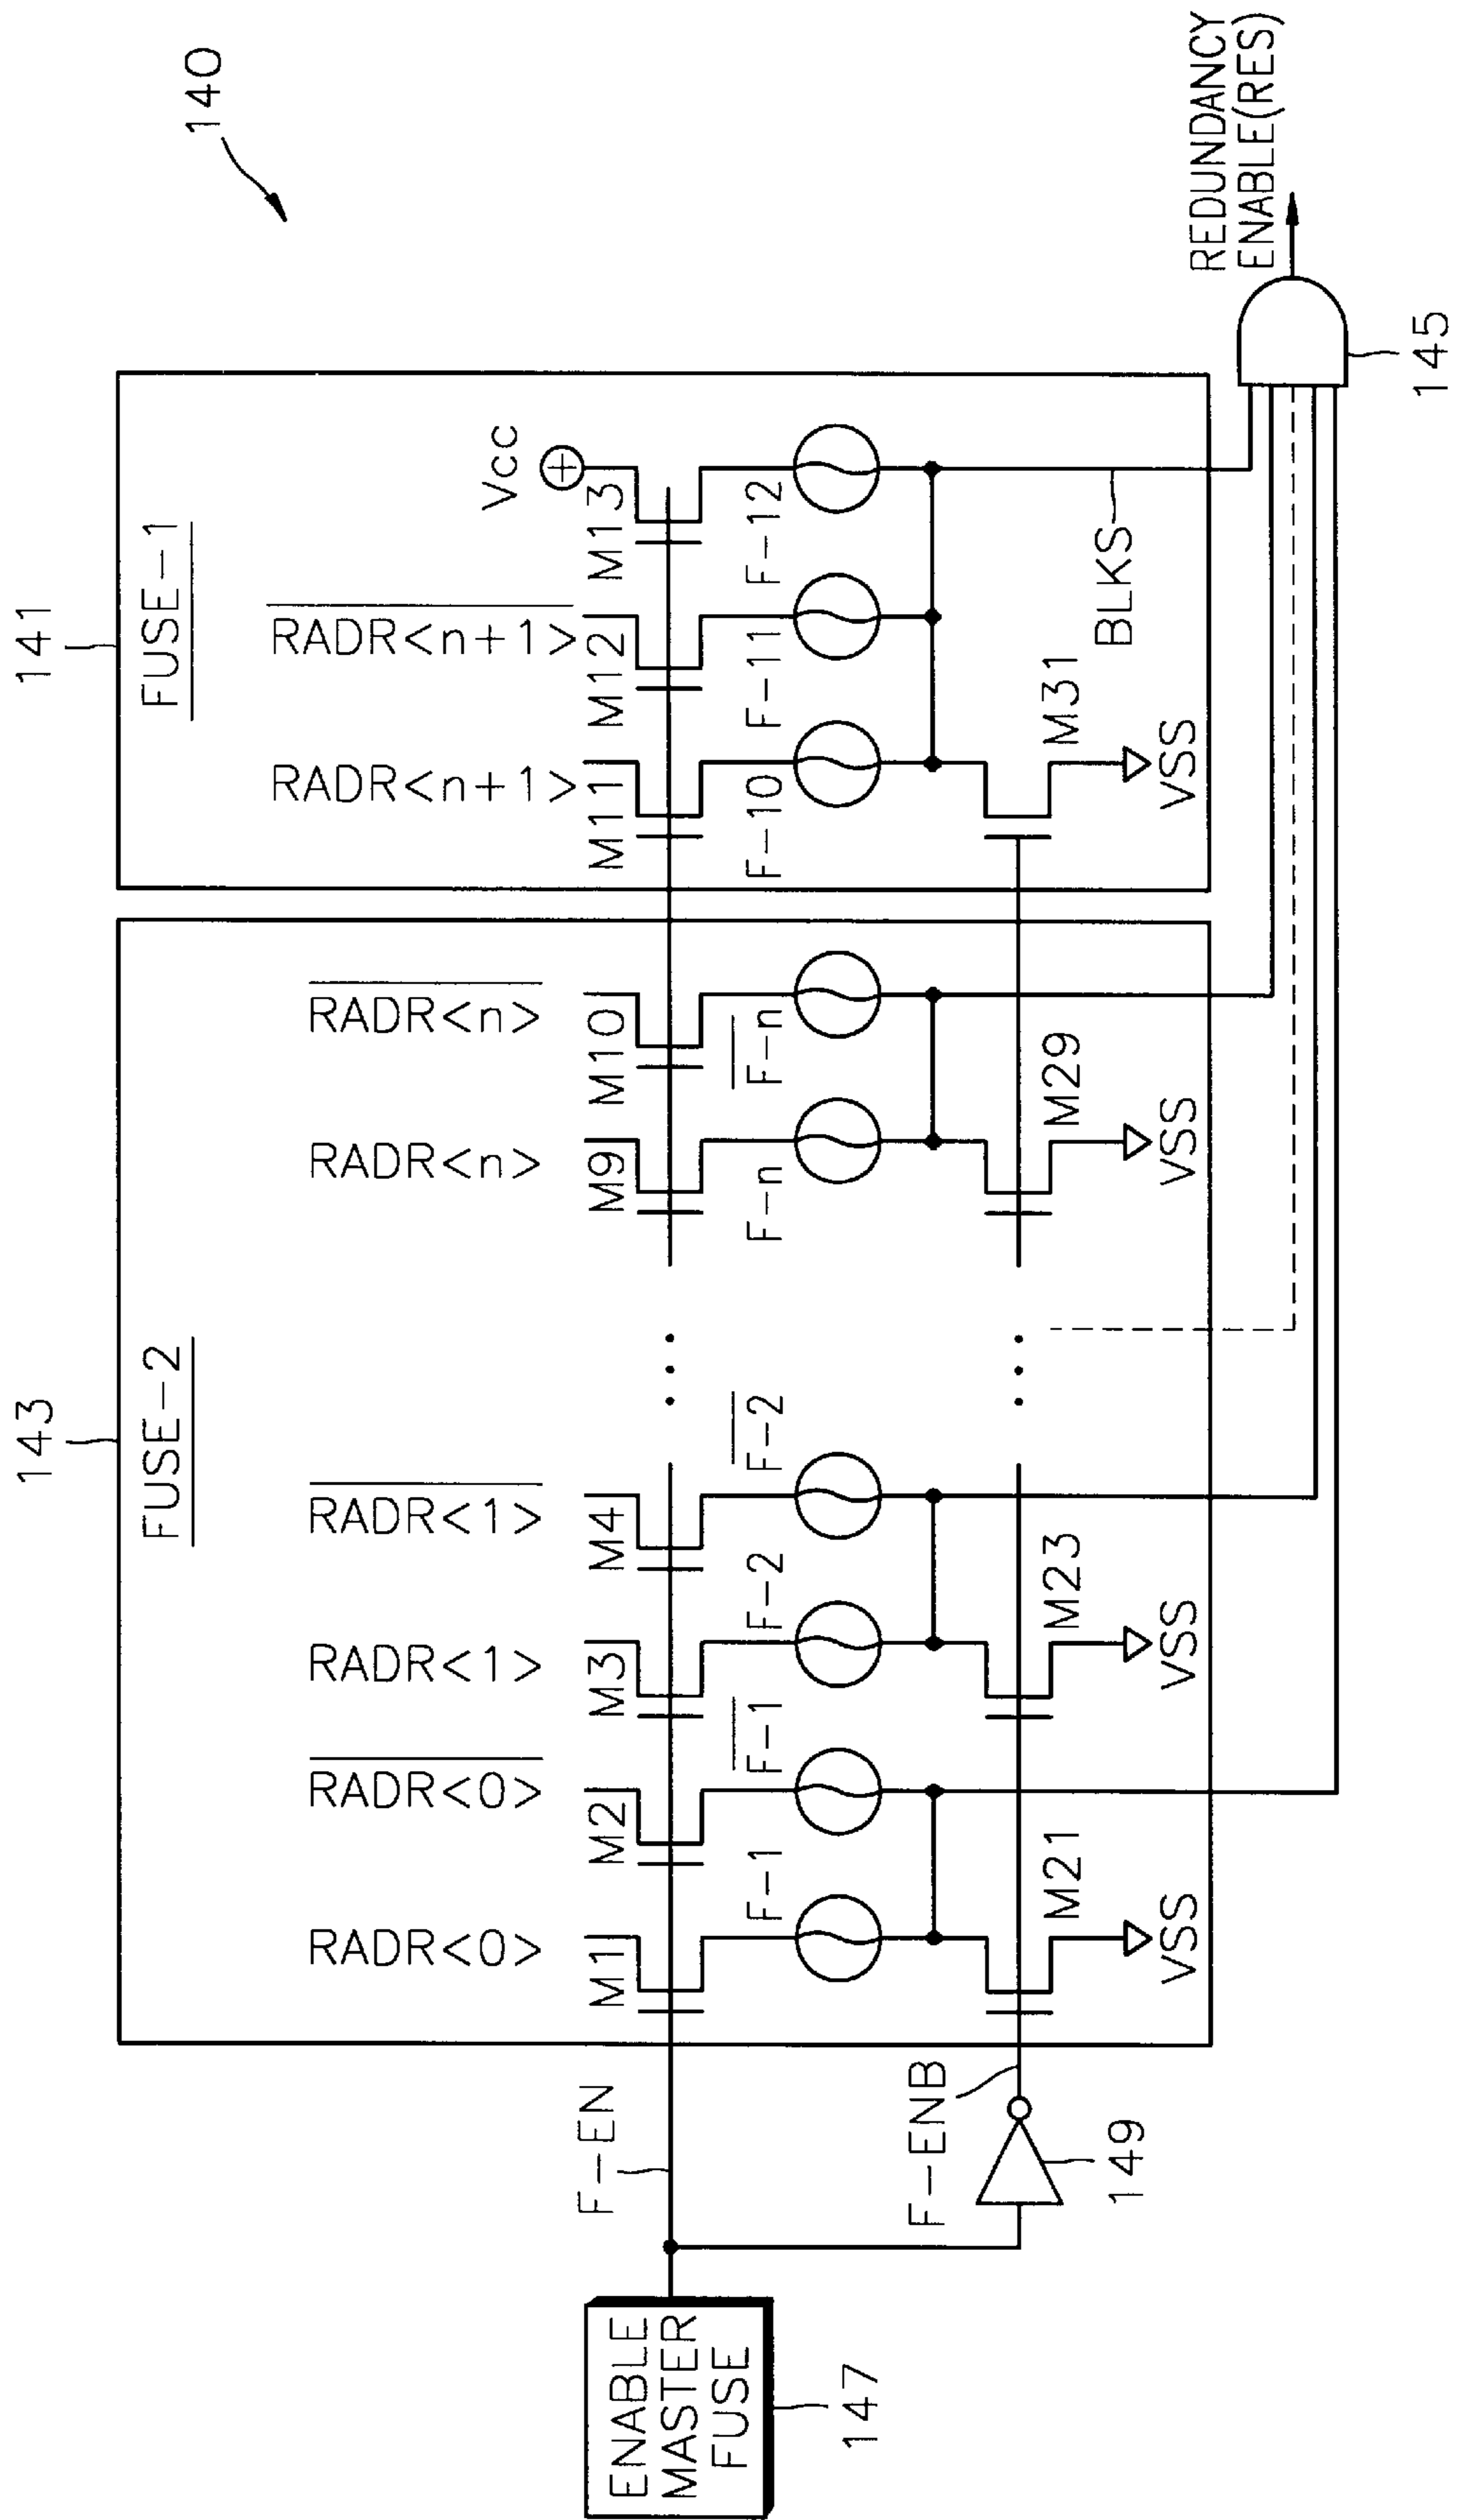 140
141
143
FUSE-1
FUSE-2
RADR<0>
RADR<0>
RADR<1>
RADR<1>
RADR<n>
RADR<n>
RADR<n+1>
RADR<n+1>
Vcc
M1
M2
M3
M4
M9
M10
M11
M12
M13
F-EN
F-1
F-1
F-2
F-2
F-n
F-n
F-10
F-11
F-12
ENABLE
MASTER
FUSE
147
F-ENB
149
M21
M23
M29
M31
VSS
VSS
VSS
VSS
BLKS
REDUNDANCY
ENABLE(RES)
145